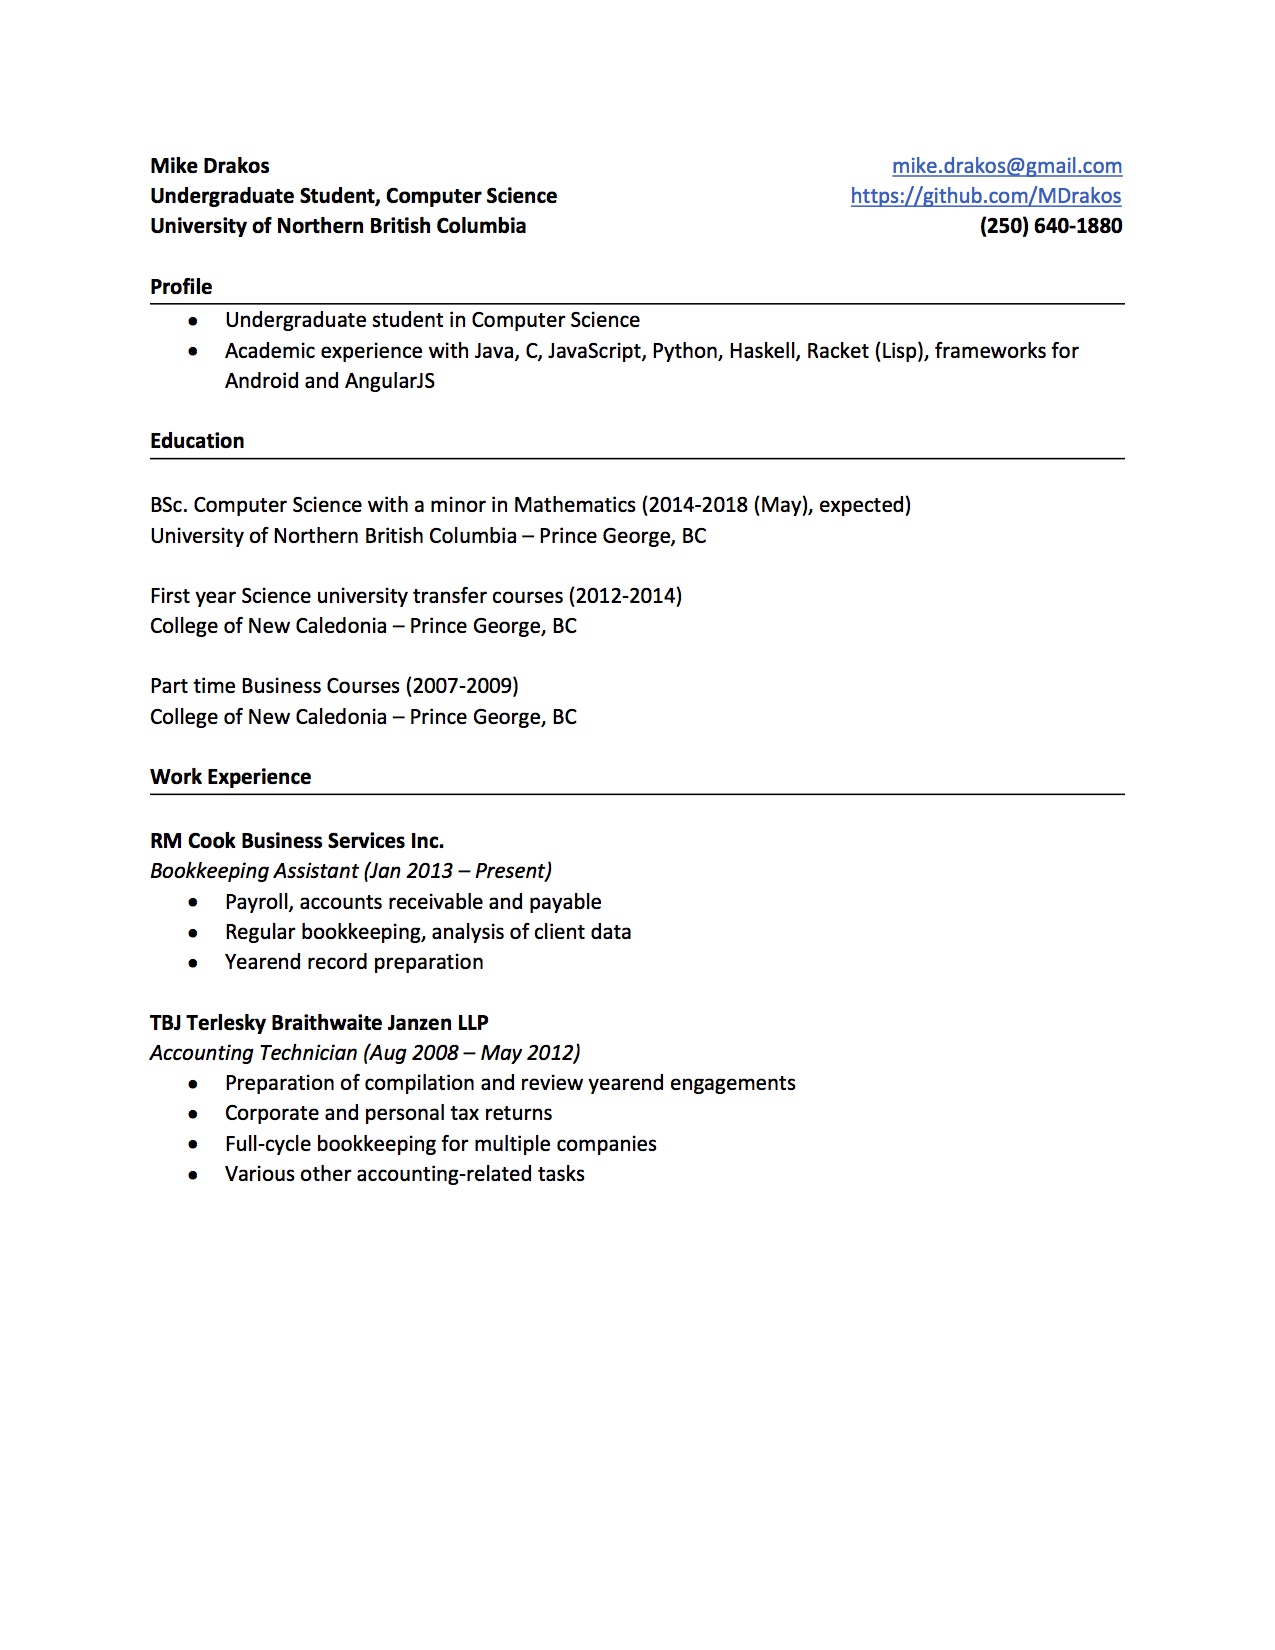 Mike Drakos mike.drakos@gmail.com
Undergraduate Student, Computer Science https://github.com/MDrakos
University of Northern British Columbia (250) 640-1880
Profile
• Undergraduate student in Computer Science
• Academic experience with Java, C, JavaScript, Python, Haskell, Racket (Lisp), frameworks for
Android and AngularJS
Education
BSc. Computer Science with a minor in Mathematics (2014-2018 (May), expected)
University of Northern British Columbia – Prince George, BC
First year Science university transfer courses (2012-2014)
College of New Caledonia – Prince George, BC
Part time Business Courses (2007-2009)
College of New Caledonia – Prince George, BC
Work Experience
RM Cook Business Services Inc.
Bookkeeping Assistant (Jan 2013 – Present)
• Payroll, accounts receivable and payable
• Regular bookkeeping, analysis of client data
• Yearend record preparation
TBJ Terlesky Braithwaite Janzen LLP
Accounting Technician (Aug 2008 – May 2012)
• Preparation of compilation and review yearend engagements
• Corporate and personal tax returns
• Full-cycle bookkeeping for multiple companies
• Various other accounting-related tasks